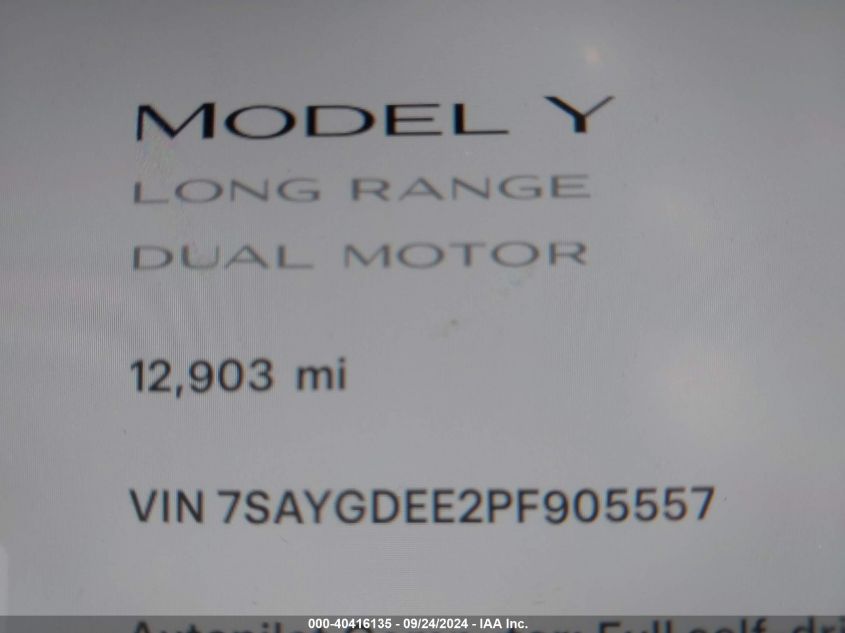 MODEL Y
LONG RANGE
DUAL MOTOR
12,903 mi
VIN 7SAYGDEE2PF905557
000-40416135 - 09/24/2024 - IAA Inc.